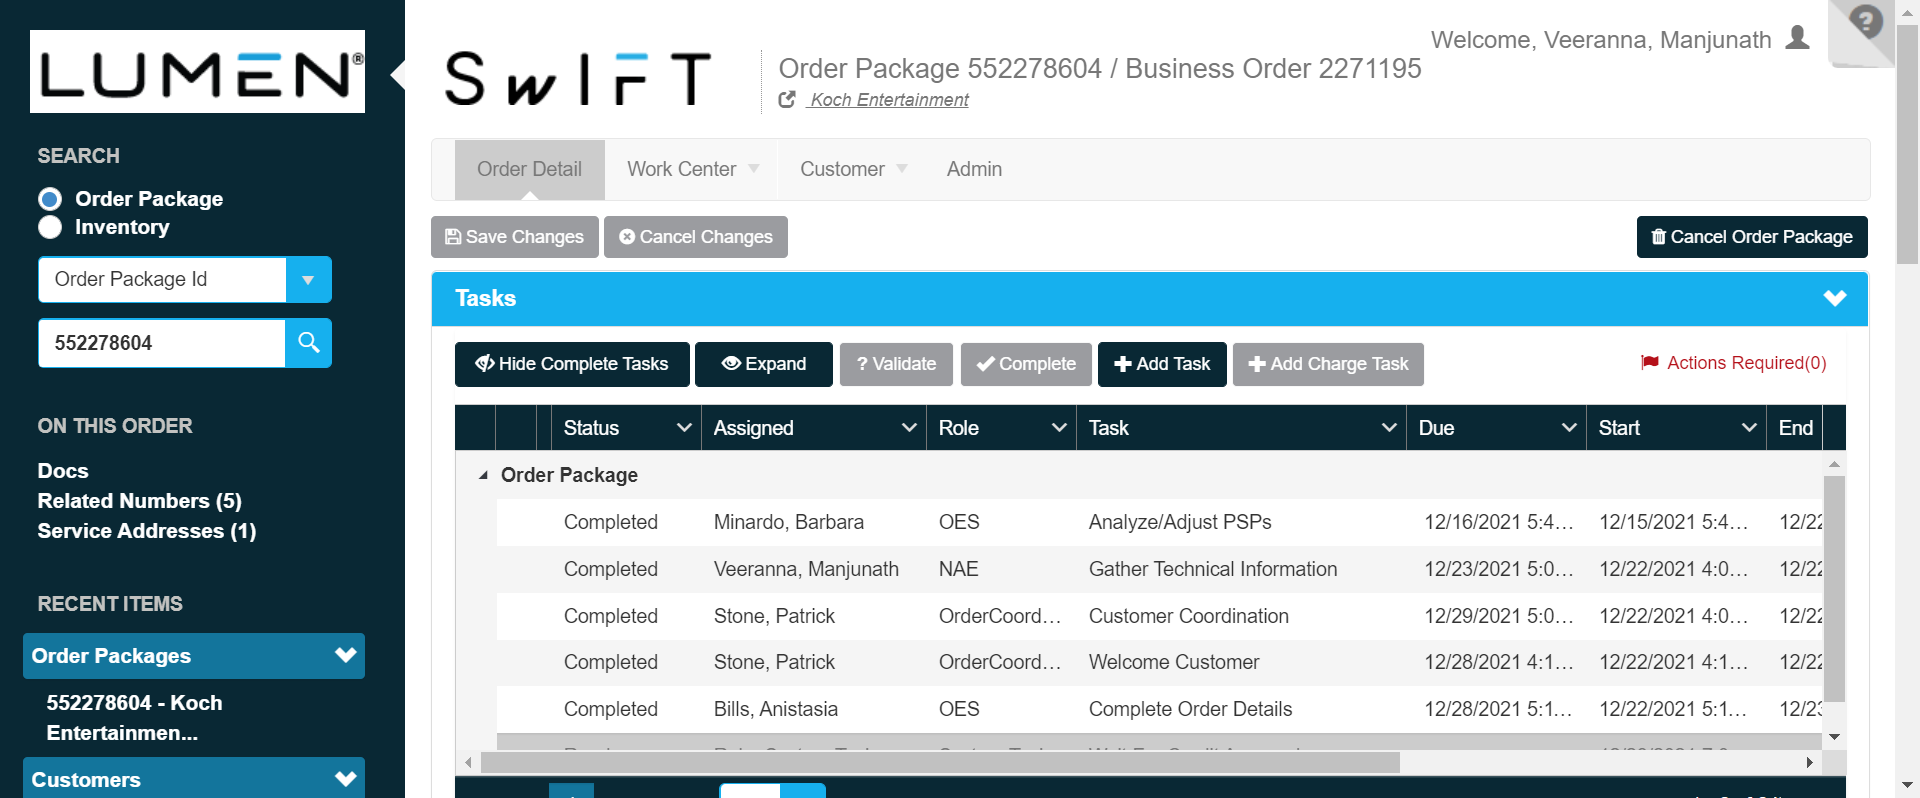 LUMEN®
SEARCH
Order Package
Inventory
Order Package Id
552278604
ON THIS ORDER
Docs
Related Numbers (5)
Service Addresses (1)
RECENT ITEMS
Order Packages
552278604 - Koch
Entertainmen...
Customers
SwIFT
Order Package 552278604 / Business Order 2271195
Koch Entertainment
Welcome, Veeranna, Manjunath
?
Order Detail Work Center Customer Admin
Save Changes Cancel Changes Cancel Order Package
Tasks
Hide Complete Tasks Expand ? Validate Complete Add Task Add Charge Task Actions Required(0)
Status Assigned Role Task Due Start End
Order Package
Completed Minardo, Barbara OES Analyze/Adjust PSPs 12/16/2021 5:4... 12/15/2021 5:4... 12/22
Completed Veeranna, Manjunath NAE Gather Technical Information 12/23/2021 5:0... 12/22/2021 4:0... 12/22
Completed Stone, Patrick OrderCoord... Customer Coordination 12/29/2021 5:0... 12/22/2021 4:0... 12/22
Completed Stone, Patrick OrderCoord... Welcome Customer 12/28/2021 4:1... 12/22/2021 4:1... 12/22
Completed Bills, Anistasia OES Complete Order Details 12/28/2021 5:1... 12/22/2021 5:1... 12/23